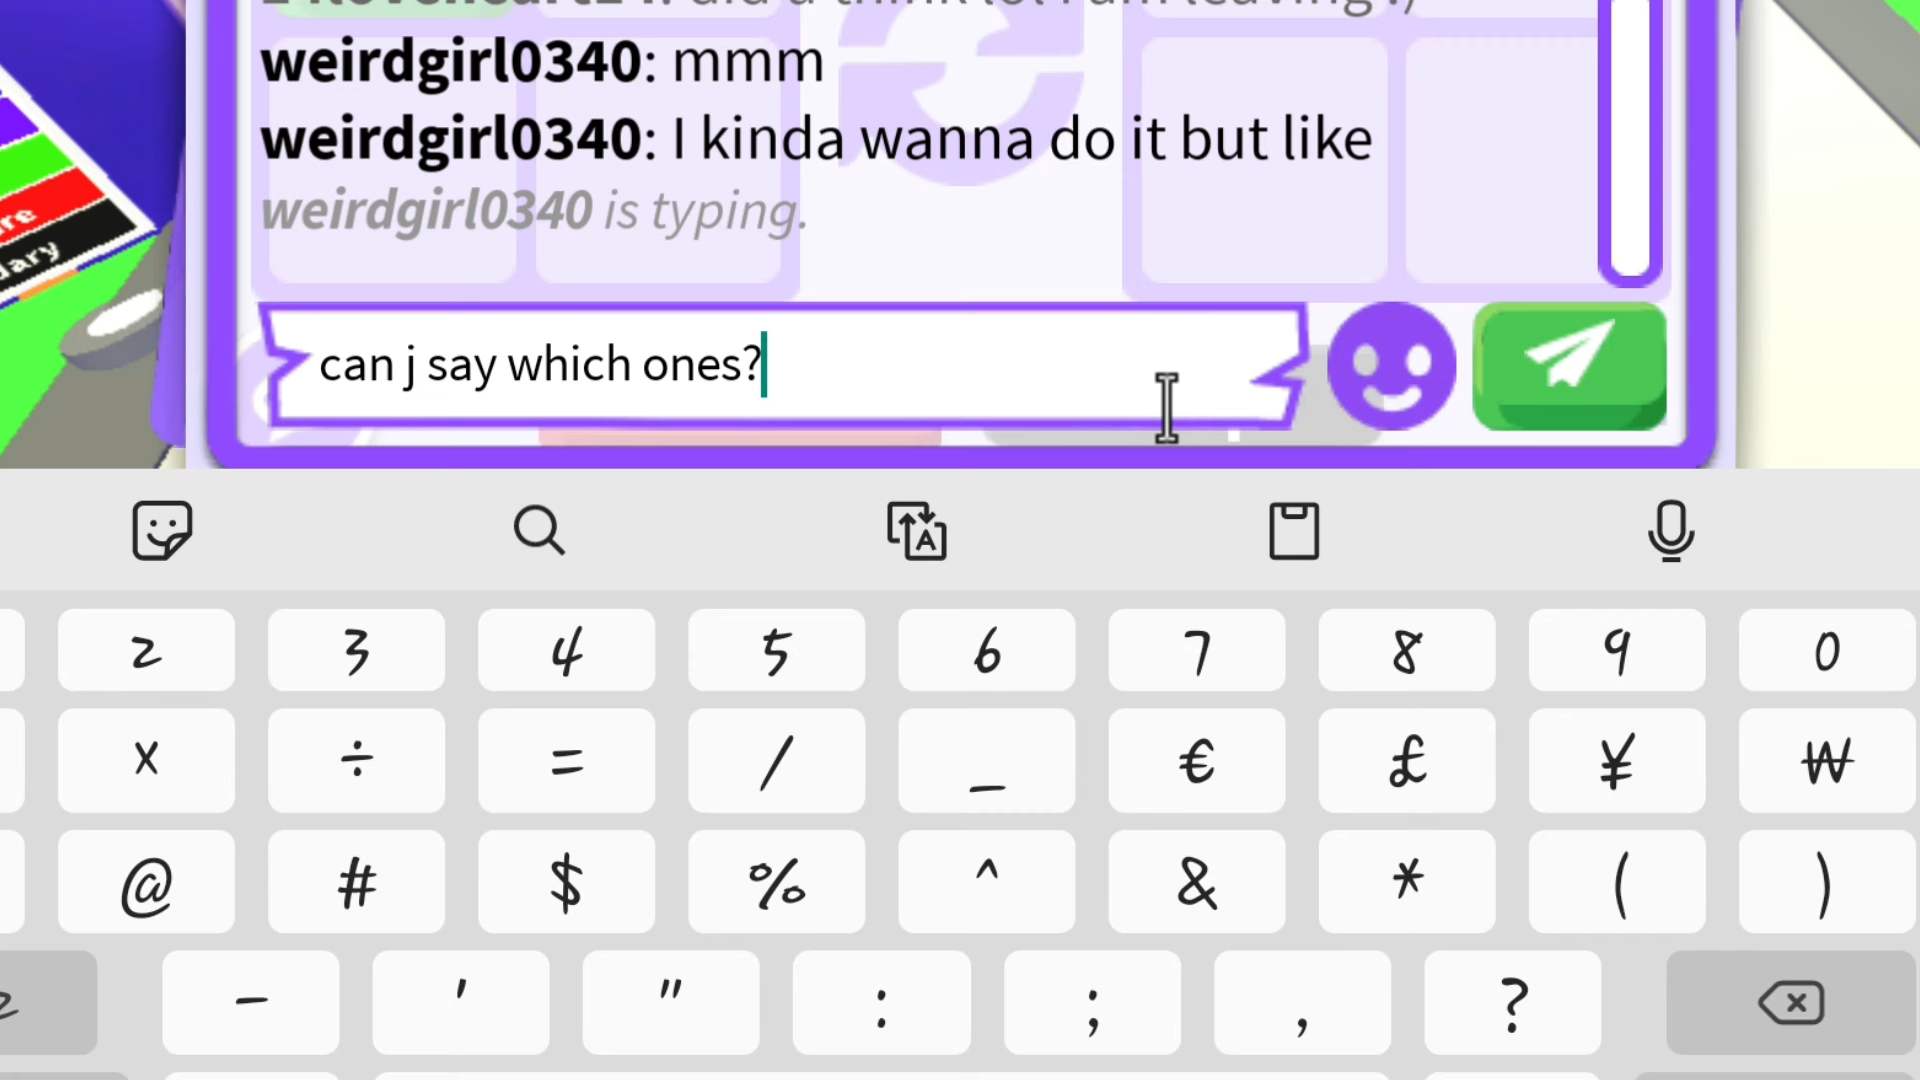 weirdgirl0340: mmm
weirdgirl0340: I kinda wanna do it but like
weirdgirl0340 is typing.
can j say which ones?
2 3 4 5 6 7 8 9 0
x ÷ = / _ € £ ¥ ₩
@ # $ % ^ & * ( )
- ' " : ; , ?